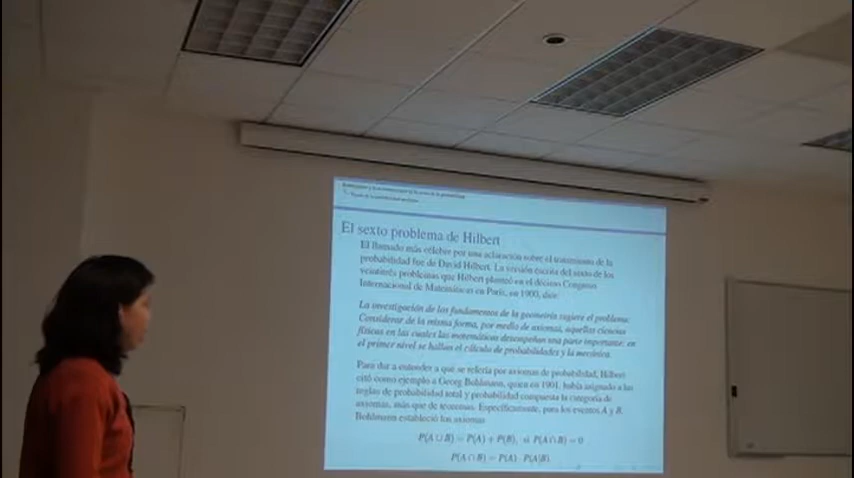 El sexto problema de Hilbert
El llamado más célebre por una aclaración sobre el tratamiento de la
probabilidad fue de David Hilbert. La versión escrita del sexto de los
veintitrés problemas que Hilbert planteó en el décimo Congreso
Internacional de Matemáticas en París, en 1900, dice:
La investigación de los fundamentos de la geometría sugiere el problema:
Considerar de la misma forma, por medio de axiomas, aquellas ciencias
físicas en las cuales las matemáticas desempeñan una parte importante; en
el primer nivel se hallan el cálculo de probabilidades y la mecánica.
Para dar a entender a qué se refería por axiomas de probabilidad, Hilbert
citó como ejemplo a Georg Bohlmann, quien en 1901, había asignado a las
reglas de probabilidad total y probabilidad compuesta la categoría de
axiomas, más que de teoremas. Específicamente, para los eventos A y B,
Bohlmann estableció los axiomas
P(A ∪ B) = P(A) + P(B), si P(A ∩ B) = 0
P(A ∩ B) = P(A) · P(A|B)